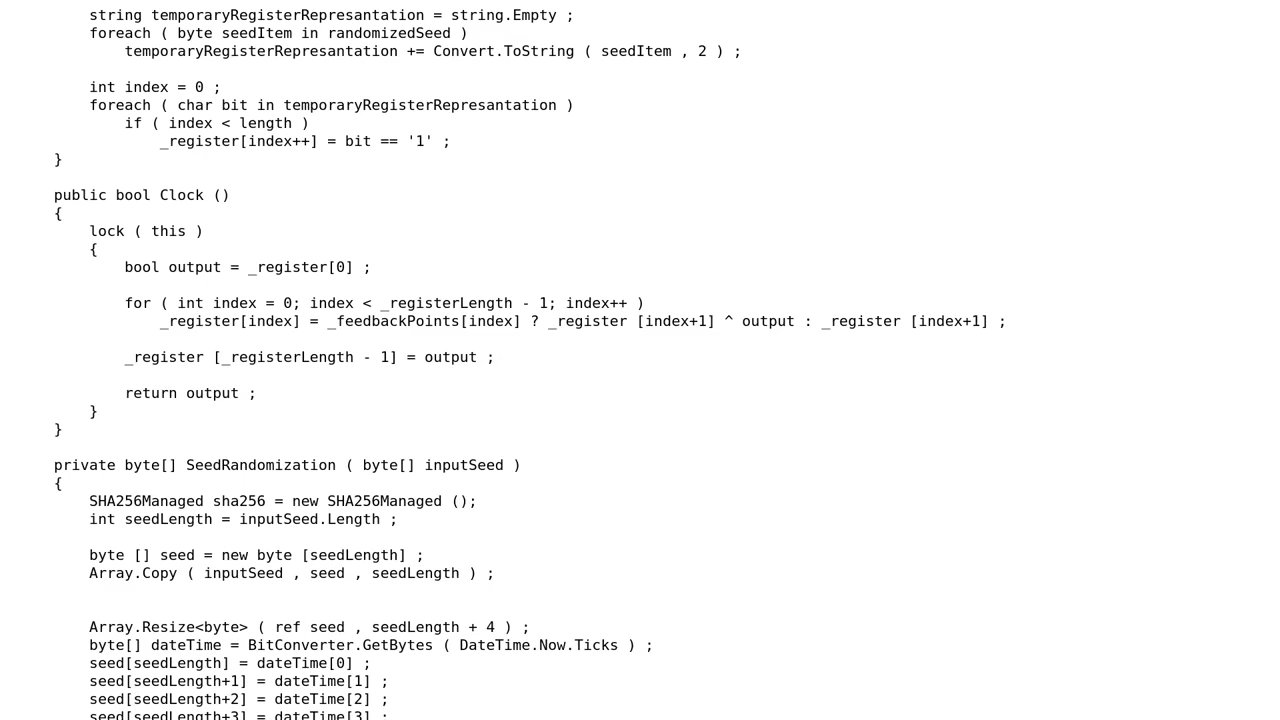 string temporaryRegisterRepresantation = string.Empty ;
foreach ( byte seedItem in randomizedSeed )
temporaryRegisterRepresantation += Convert.ToString ( seedItem , 2 ) ;
int index = 0 ;
foreach ( char bit in temporaryRegisterRepresantation )
if ( index < length )
_register[index++] = bit == '1' ;
}
public bool Clock ()
{
lock ( this )
{
bool output = _register[0] ;
for ( int index = 0; index < _registerLength - 1; index++ )
_register[index] = _feedbackPoints[index] ? _register [index+1] ^ output : _register [index+1] ;
_register [_registerLength - 1] = output ;
return output ;
}
}
private byte[] SeedRandomization ( byte[] inputSeed )
{
SHA256Managed sha256 = new SHA256Managed ();
int seedLength = inputSeed.Length ;
byte [] seed = new byte [seedLength] ;
Array.Copy ( inputSeed , seed , seedLength ) ;
Array.Resize<byte> ( ref seed , seedLength + 4 ) ;
byte[] dateTime = BitConverter.GetBytes ( DateTime.Now.Ticks ) ;
seed[seedLength] = dateTime[0] ;
seed[seedLength+1] = dateTime[1] ;
seed[seedLength+2] = dateTime[2] ;
seed[seedLength+3] = dateTime[3] ;